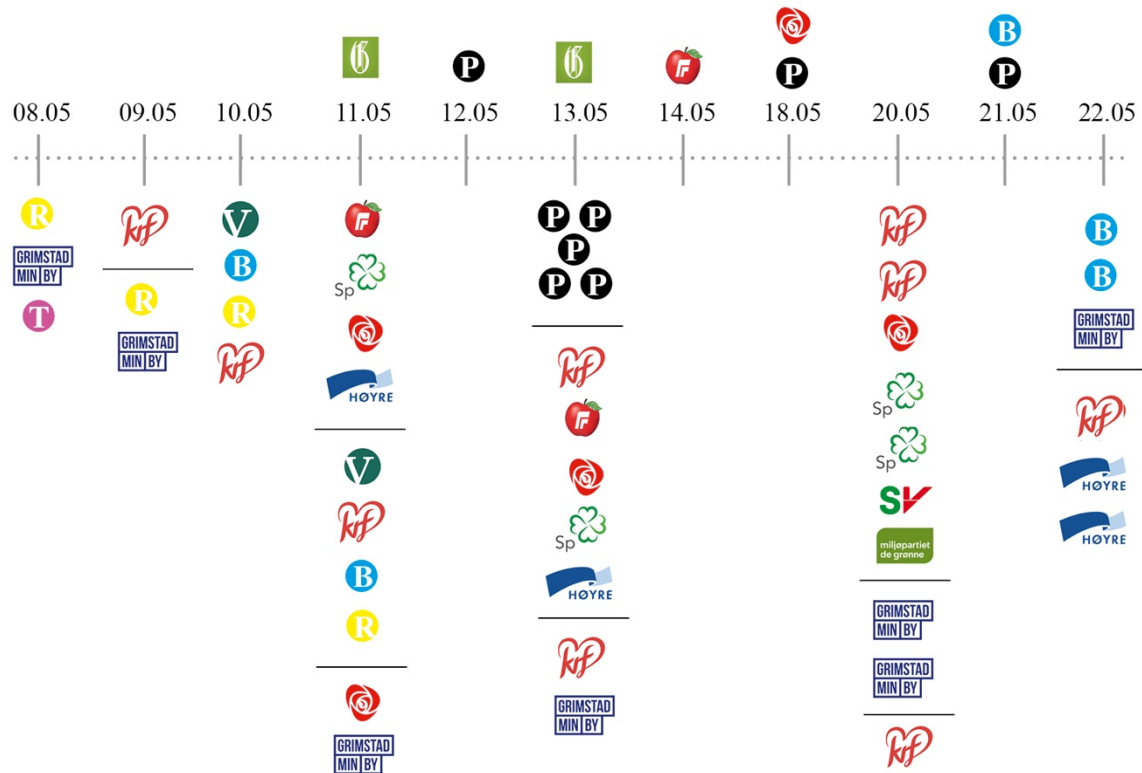 B
G P G P P
08.05 09.05 10.05 11.05 12.05 13.05 14.05 18.05 20.05 21.05 22.05
R
GRIMSTAD
MIN BY
T
krf
R
GRIMSTAD
MIN BY
V
B
R
krf
Sp
HØYRE
V
krf
B
R
GRIMSTAD
MIN BY
P P
P
P P
krf
Sp
HØYRE
krf
GRIMSTAD
MIN BY
krf
krf
Sp
Sp
SV
miljøpartiet
de grønne
GRIMSTAD
MIN BY
GRIMSTAD
MIN BY
krf
B
B
GRIMSTAD
MIN BY
krf
HØYRE
HØYRE